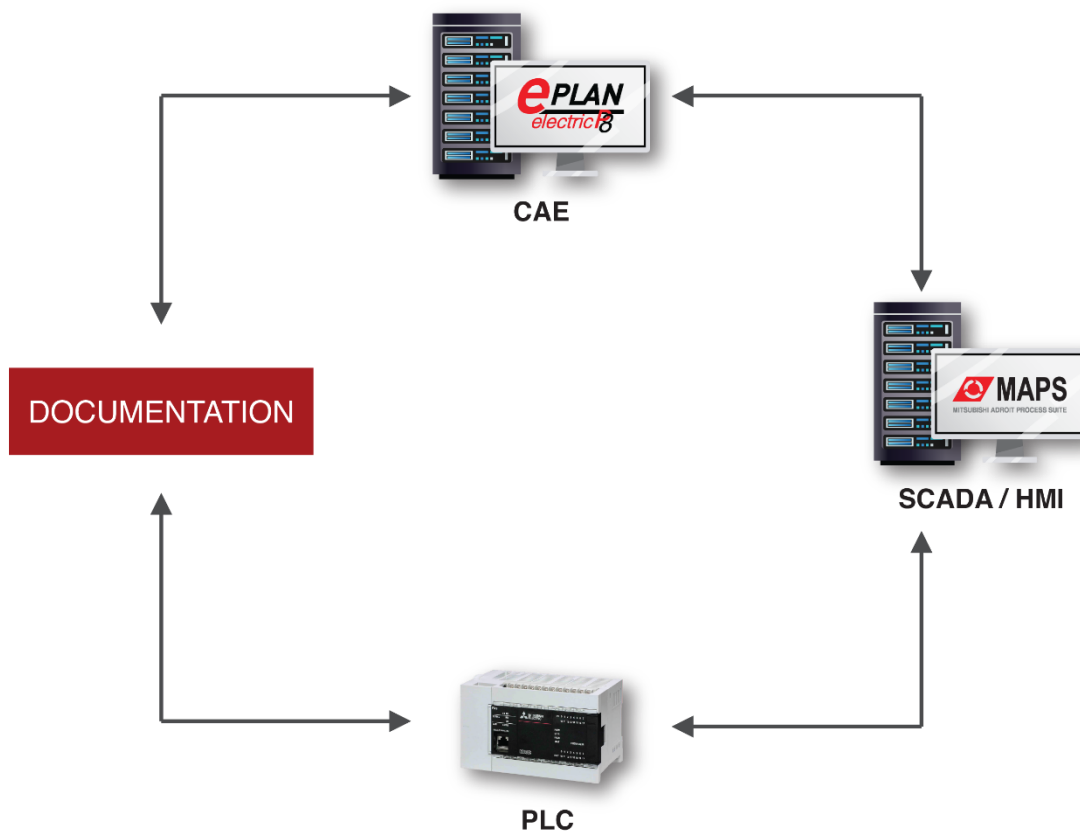 ePLAN
electric P8
CAE
DOCUMENTATION
MAPS
MITSUBISHI ADROIT PROCESS SUITE
SCADA / HMI
PLC